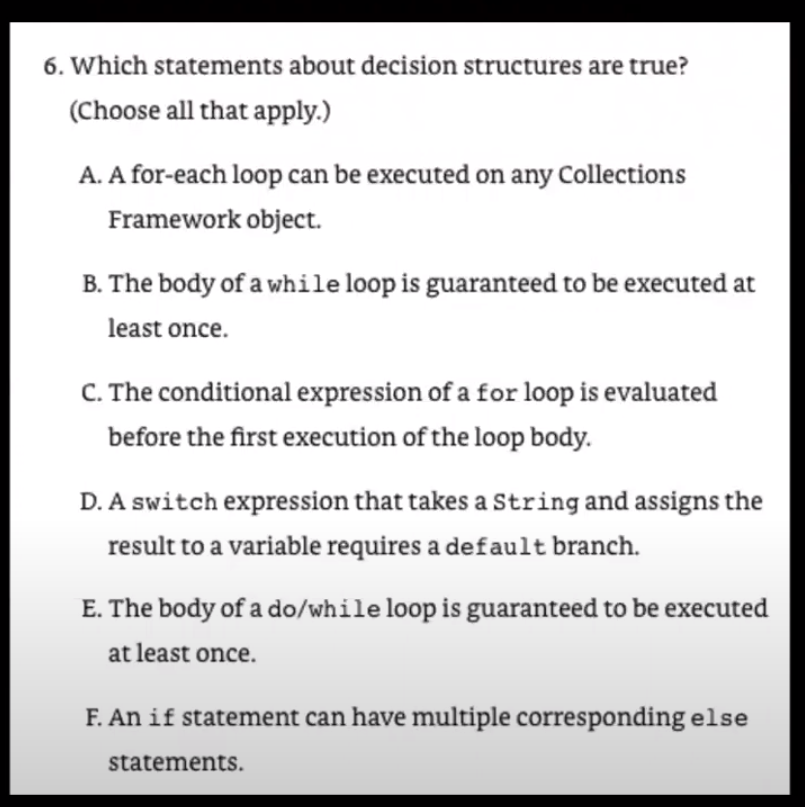 6. Which statements about decision structures are true?
(Choose all that apply.)
A. A for-each loop can be executed on any Collections
Framework object.
B. The body of a while loop is guaranteed to be executed at
least once.
C. The conditional expression of a for loop is evaluated
before the first execution of the loop body.
D. A switch expression that takes a String and assigns the
result to a variable requires a default branch.
E. The body of a do/while loop is guaranteed to be executed
at least once.
F. An if statement can have multiple corresponding else
statements.